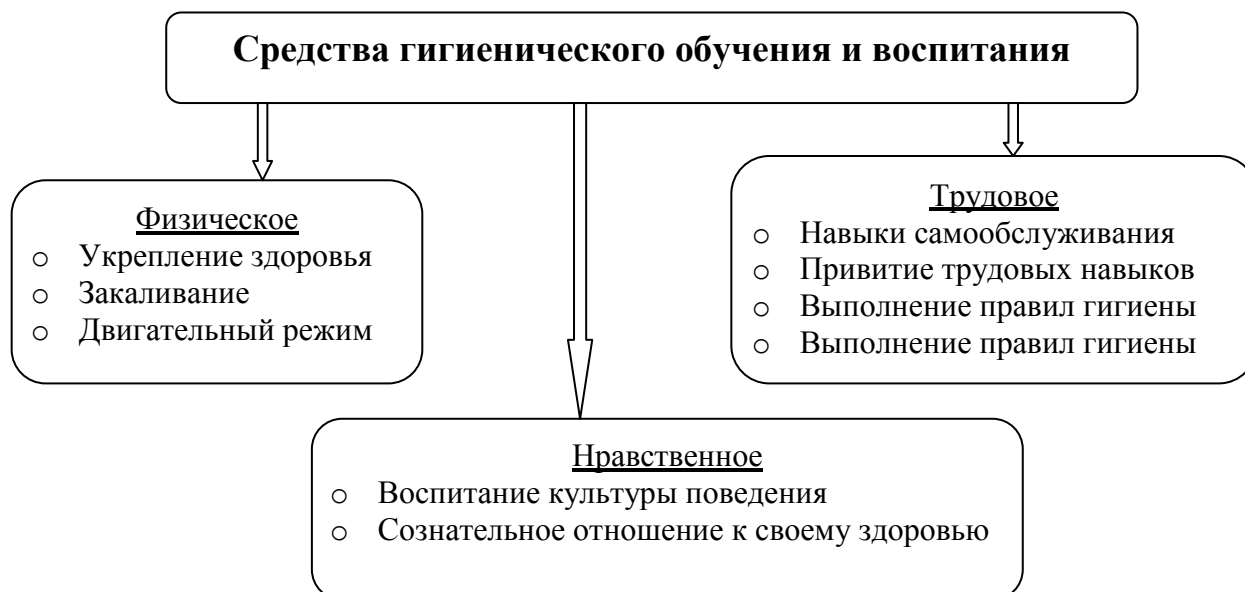 Средства гигиенического обучения и воспитания
Физическое
o Укрепление здоровья
o Закаливание
o Двигательный режим
Трудовое
o Навыки самообслуживания
o Привитие трудовых навыков
o Выполнение правил гигиены
o Выполнение правил гигиены
Нравственное
o Воспитание культуры поведения
o Сознательное отношение к своему здоровью